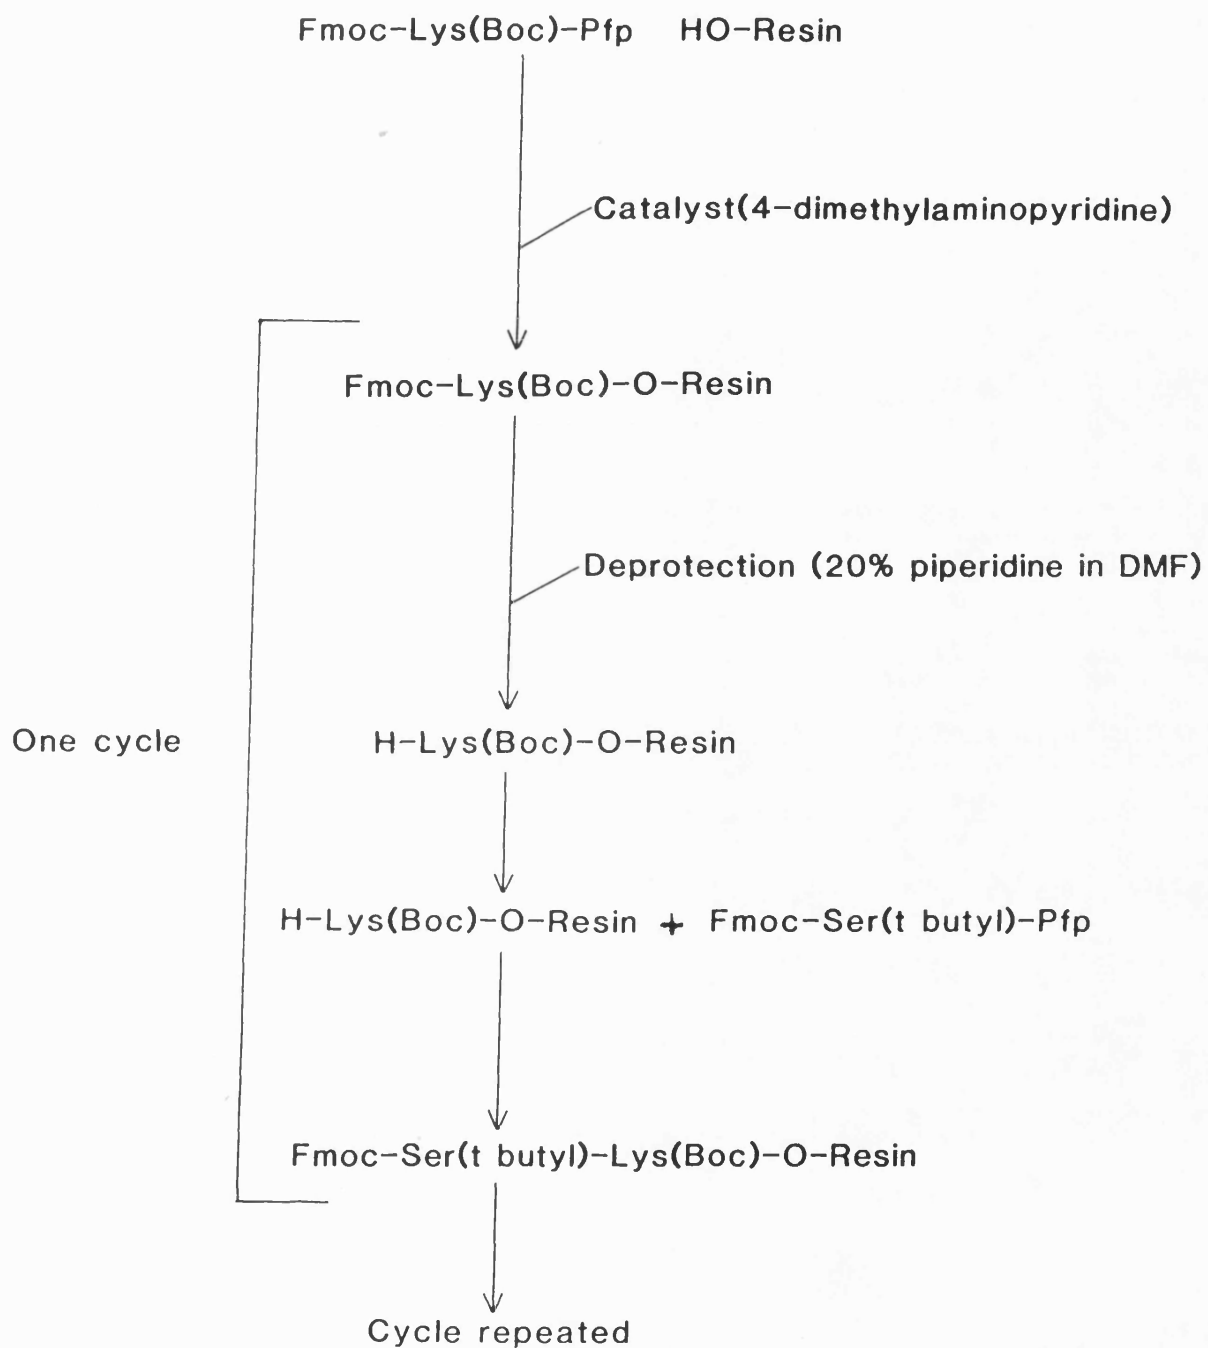 Fmoc-Lys(Boc)-Pfp HO-Resin
Catalyst(4-dimethylaminopyridine)
Fmoc-Lys(Boc)-O-Resin
Deprotection (20% piperidine in DMF)
One cycle
H-Lys(Boc)-O-Resin
H-Lys(Boc)-O-Resin + Fmoc-Ser(t butyl)-Pfp
Fmoc-Ser(t butyl)-Lys(Boc)-O-Resin
Cycle repeated